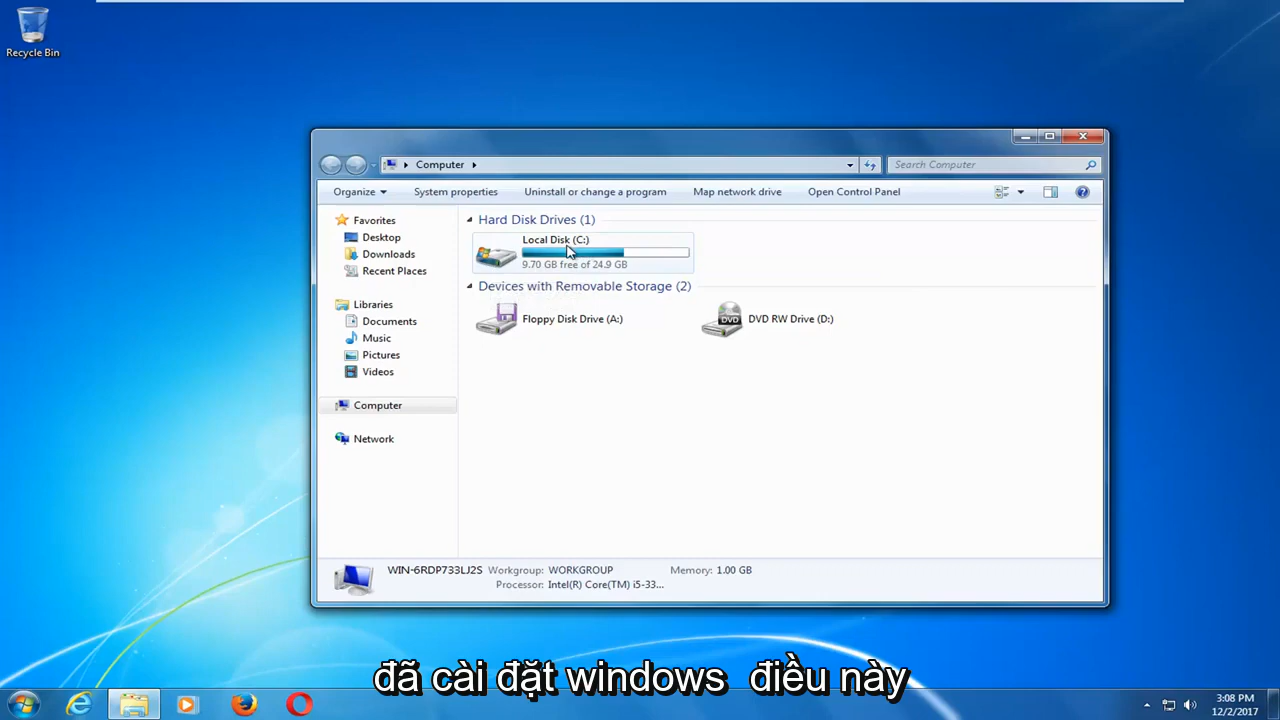 Recycle Bin
Computer
Search Computer
Organize System properties Uninstall or change a program Map network drive Open Control Panel
Favorites
Desktop
Downloads
Recent Places
Libraries
Documents
Music
Pictures
Videos
Computer
Network
Hard Disk Drives (1)
Local Disk (C:)
9.70 GB free of 24.9 GB
Devices with Removable Storage (2)
Floppy Disk Drive (A:)
DVD
DVD RW Drive (D:)
WIN-6RDP733LJ2S Workgroup: WORKGROUP Memory: 1.00 GB
Processor: Intel(R) Core(TM) i5-33...
đã cài đặt windows điều này
3:08 PM
12/2/2017